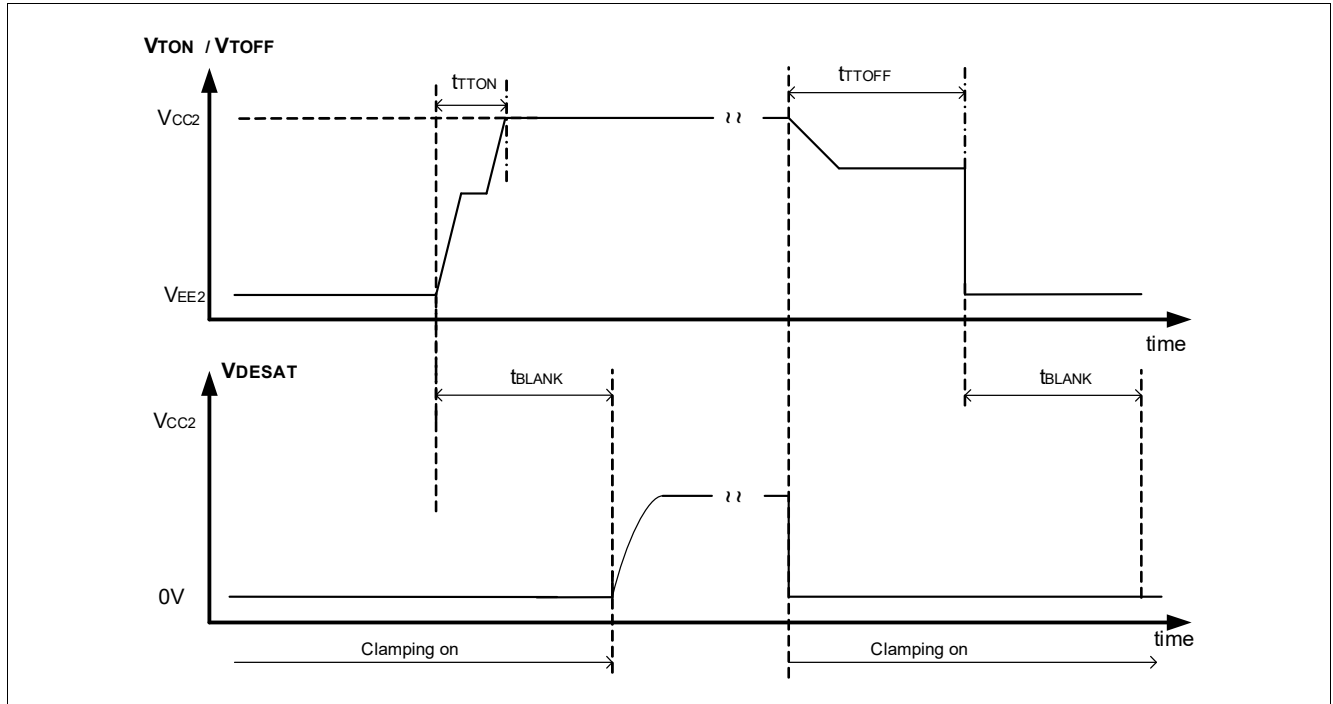 VTON / VTOFF
tTTON
tTTOFF
VCC2
VEE2
time
VDESAT
tBLANK
tBLANK
VCC2
0V
time
Clamping on
Clamping on